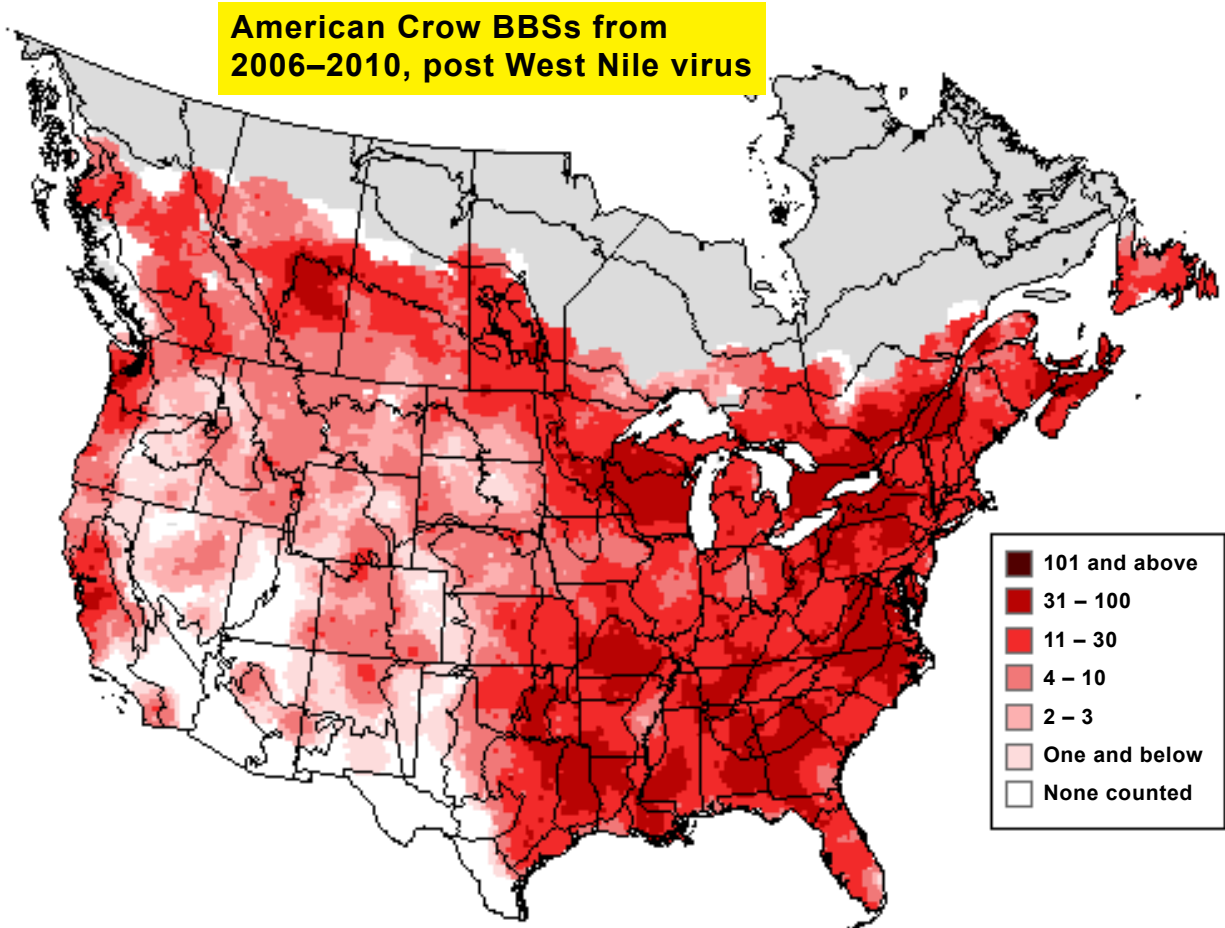 American Crow BBSs from
2006–2010, post West Nile virus
101 and above
31 – 100
11 – 30
4 – 10
2 – 3
One and below
None counted